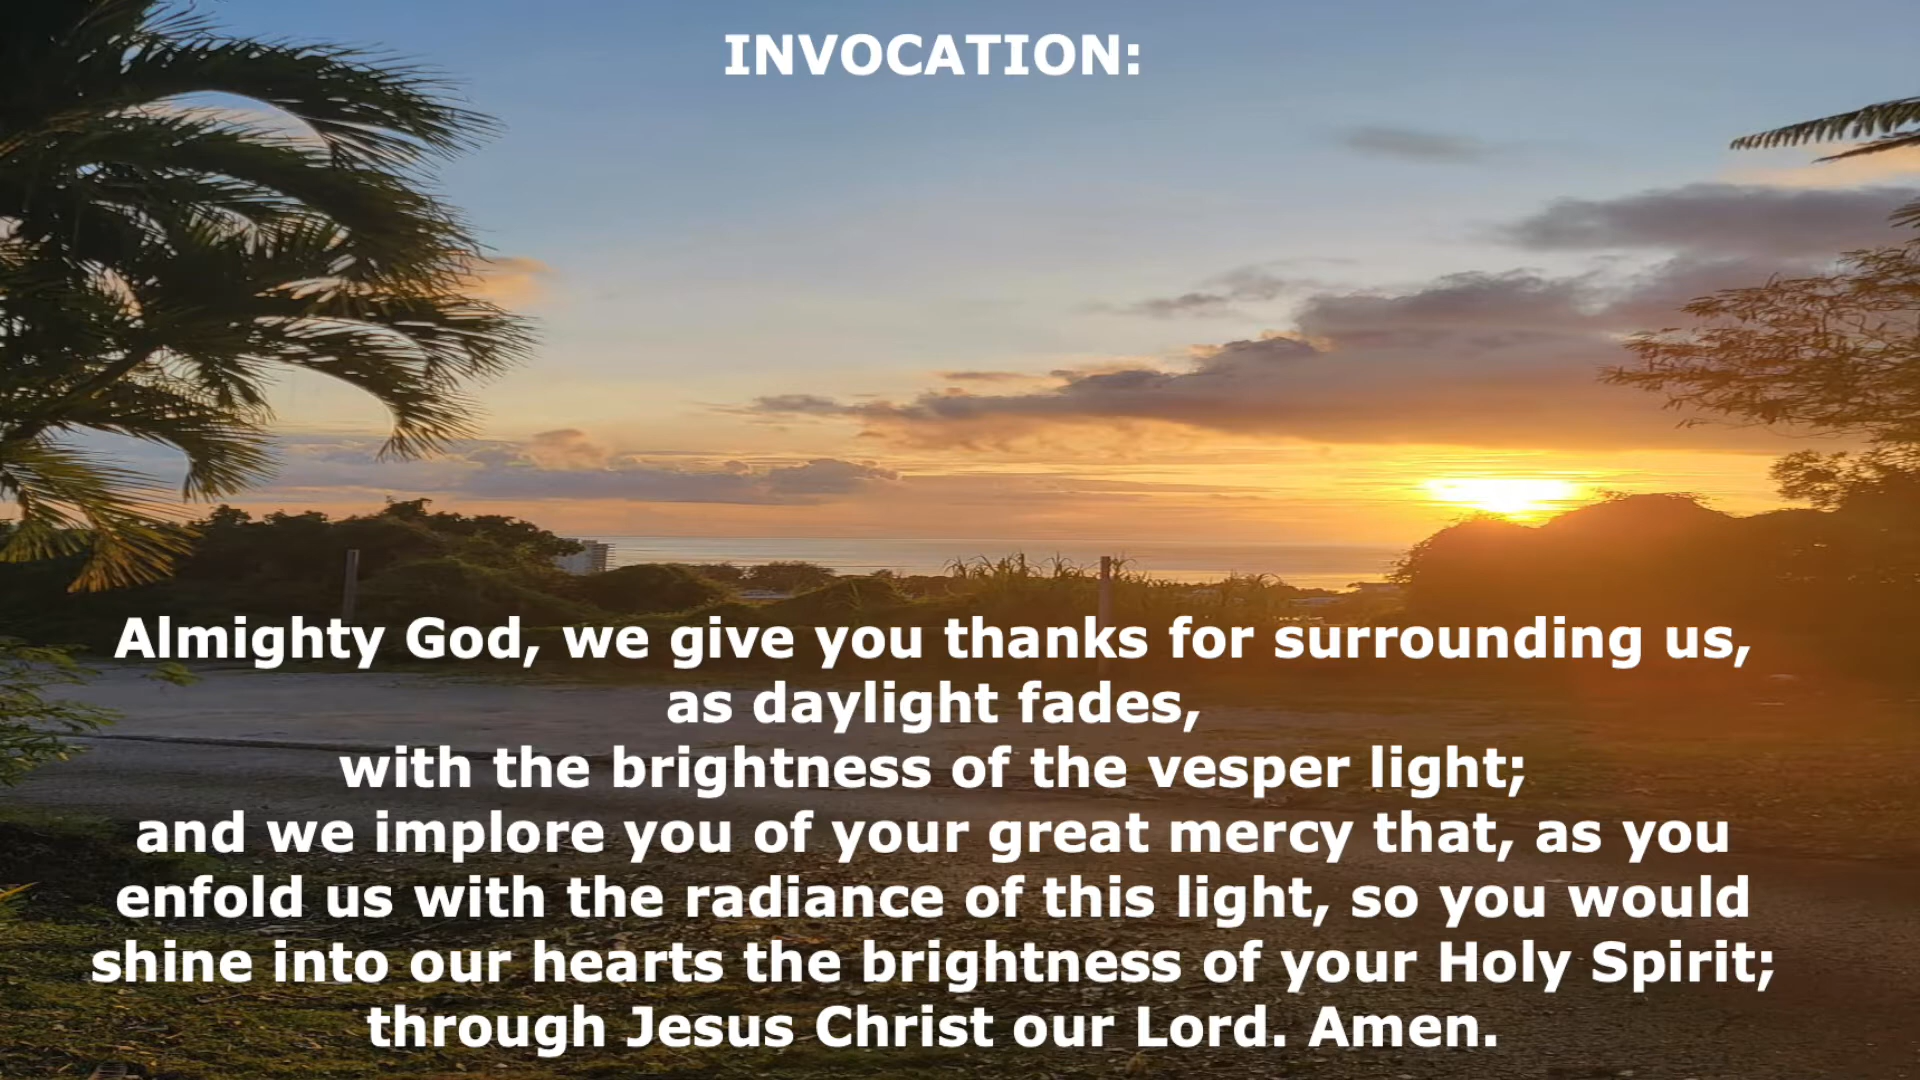 INVOCATION:
Almighty God, we give you thanks for surrounding us,
as daylight fades,
with the brightness of the vesper light;
and we implore you of your great mercy that, as you
enfold us with the radiance of this light, so you would
shine into our hearts the brightness of your Holy Spirit;
through Jesus Christ our Lord. Amen.